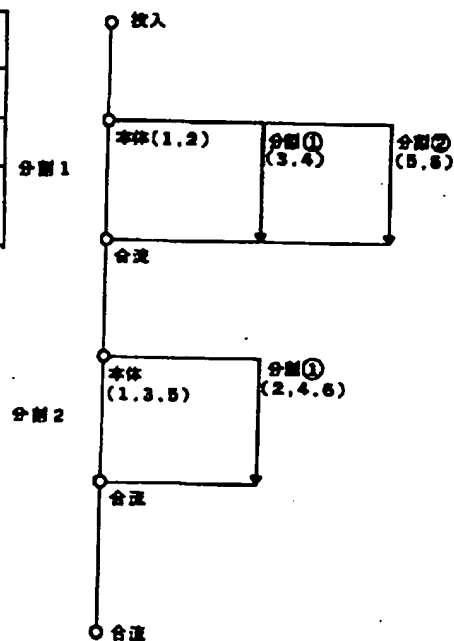 投入
本体(1,2)
分割①
(3,4)
分割②
(5,6)
分割1
合流
本体
(1,3,5)
分割①
(2,4,6)
分割2
合流
合流